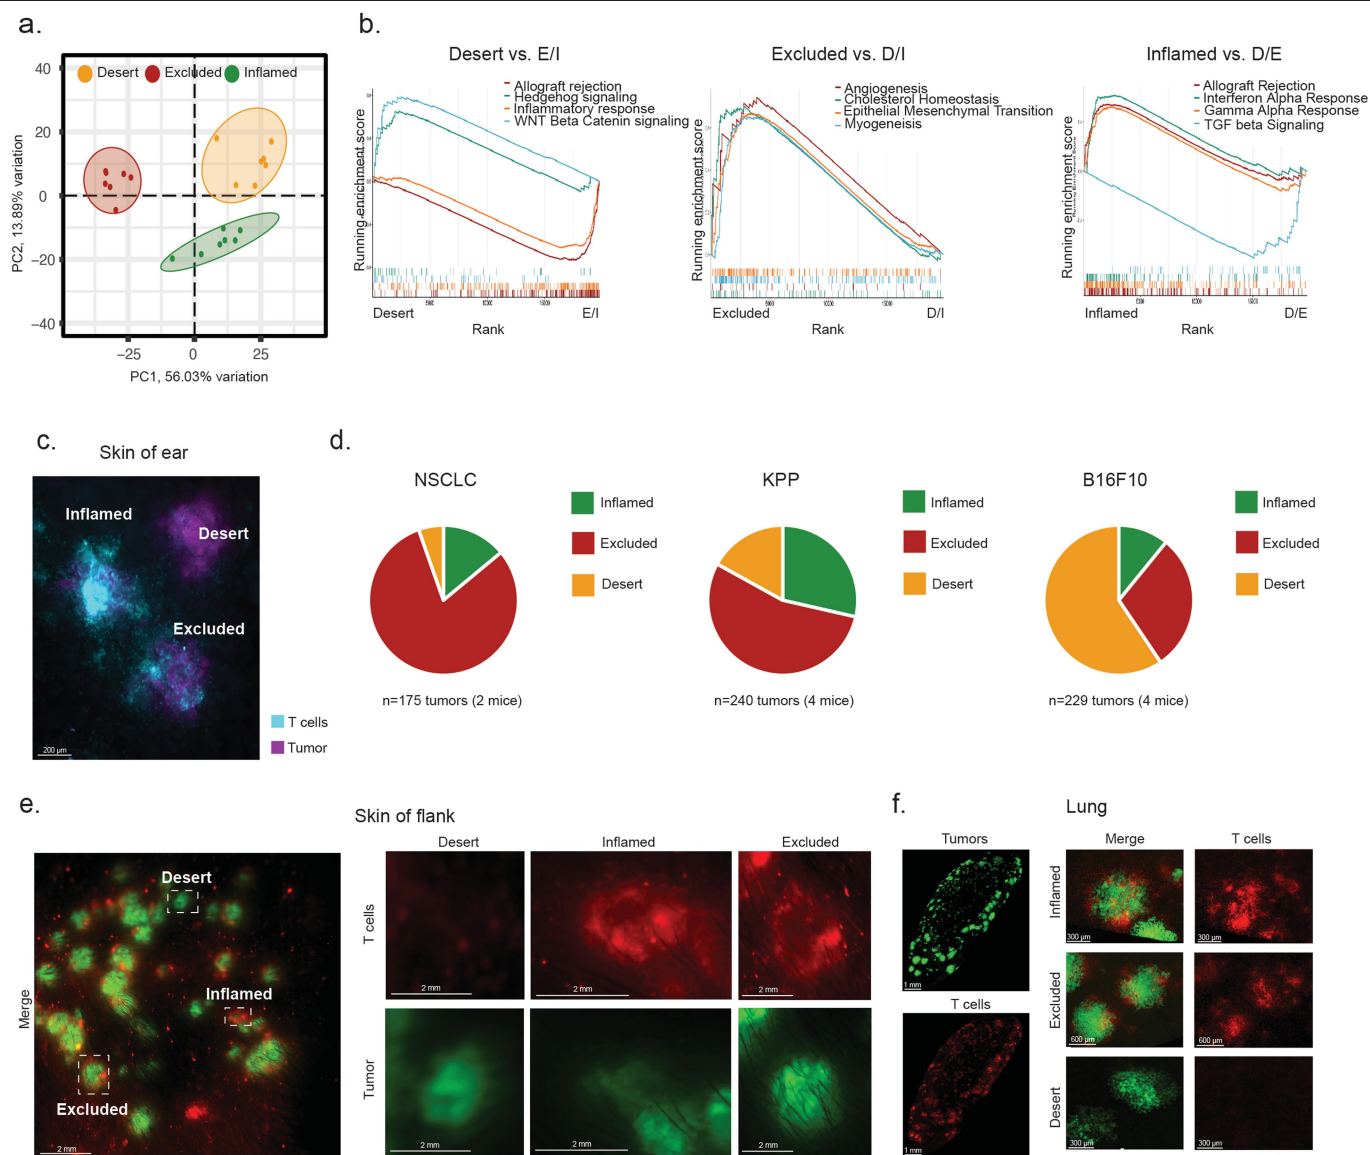 a.
Desert Excluded Inflamed
40
20
0
−20
−40
−25 0 25
PC2, 13.89% variation
PC1, 56.03% variation
b.
Desert vs. E/I
Allograft rejection
Hedgehog signaling
Inflammatory response
WNT Beta Catenin signaling
Running enrichment score
Desert E/I
Rank
Excluded vs. D/I
Angiogenesis
Cholesterol Homeostasis
Epithelial Mesenchymal Transition
Myogeneisis
Running enrichment score
Excluded D/I
Rank
Inflamed vs. D/E
Allograft Rejection
Interferon Alpha Response
Gamma Alpha Response
TGF beta Signaling
Running enrichment score
Inflamed D/E
Rank
c.
Skin of ear
Inflamed
Desert
Excluded
200 µm
T cells
Tumor
d.
NSCLC
Inflamed
Excluded
Desert
n=175 tumors (2 mice)
KPP
Inflamed
Excluded
Desert
n=240 tumors (4 mice)
B16F10
Inflamed
Excluded
Desert
n=229 tumors (4 mice)
e.
Merge
Desert
Inflamed
Excluded
2 mm
Skin of flank
Desert Inflamed Excluded
T cells
2 mm 2 mm 2 mm
Tumor
2 mm 2 mm 2 mm
f.
Lung
Tumors
1 mm
T cells
1 mm
Merge T cells
Inflamed
300 µm 300 µm
Excluded
600 µm 600 µm
Desert
300 µm 300 µm